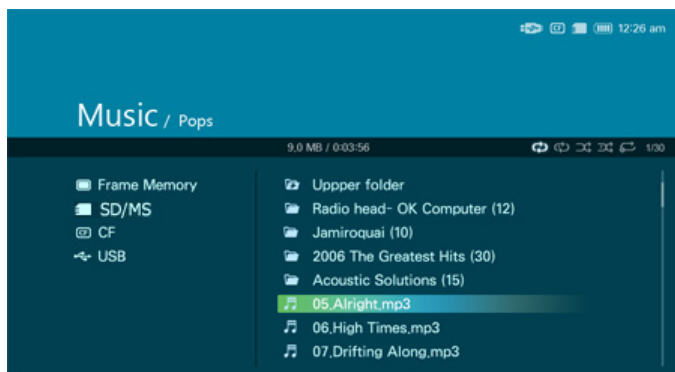 12:26 am
Music / Pops
9,0 MB / 0:03:56 1/30
Frame Memory
SD/MS
CF
USB
Uppper folder
Radio head- OK Computer (12)
Jamiroquai (10)
2006 The Greatest Hits (30)
Acoustic Solutions (15)
05,Alright,mp3
06,High Times,mp3
07,Drifting Along,mp3